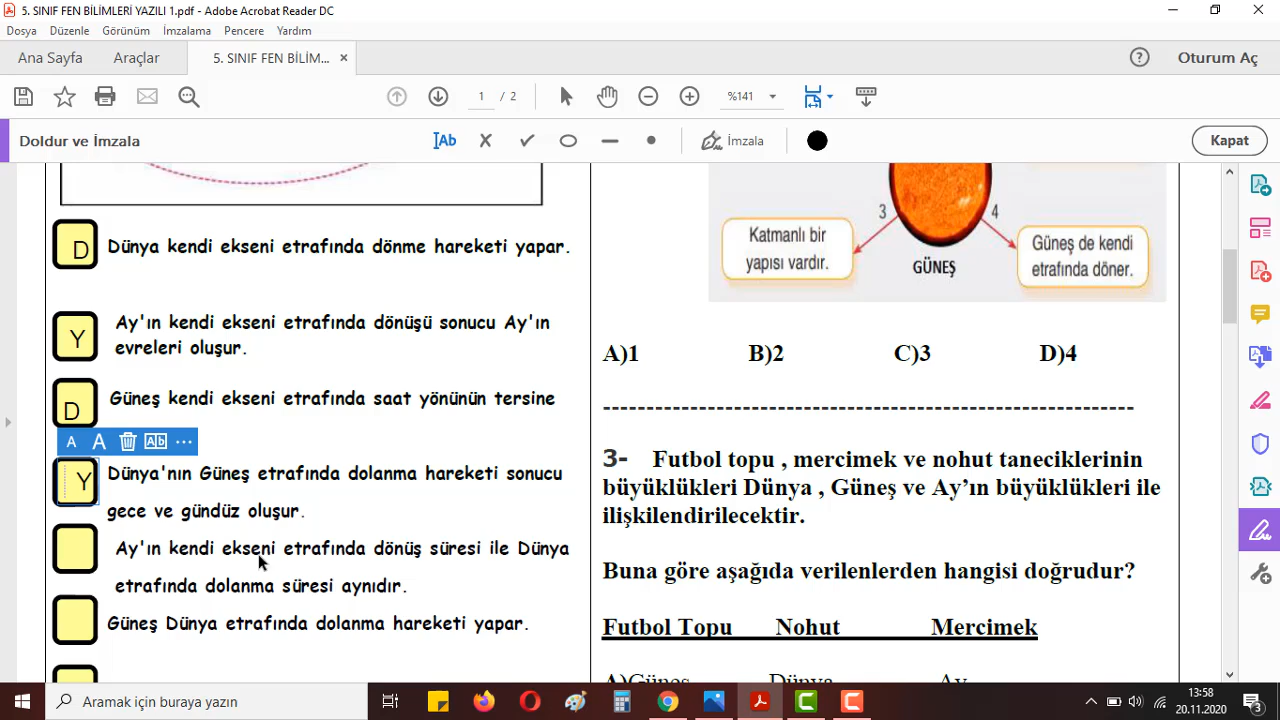 5. SINIF FEN BİLİMLERİ YAZILI 1.pdf - Adobe Acrobat Reader DC
Dosya Düzenle Görünüm İmzalama Pencere Yardım
Ana Sayfa Araçlar 5. SINIF FEN BİLİM... × Oturum Aç
1 / 2 %141
Doldur ve İmzala Ab İmzala Kapat
D Dünya kendi ekseni etrafında dönme hareketi yapar.
Y Ay'ın kendi ekseni etrafında dönüşü sonucu Ay'ın
evreleri oluşur.
D Güneş kendi ekseni etrafında saat yönünün tersine
A A Ab ...
Y Dünya'nın Güneş etrafında dolanma hareketi sonucu
gece ve gündüz oluşur.
Ay'ın kendi ekseni etrafında dönüş süresi ile Dünya
etrafında dolanma süresi aynıdır.
Güneş Dünya etrafında dolanma hareketi yapar.
3 4
Katmanlı bir
yapısı vardır.
GÜNEŞ
Güneş de kendi
etrafında döner.
A)1 B)2 C)3 D)4
3- Futbol topu , mercimek ve nohut taneciklerinin
büyüklükleri Dünya , Güneş ve Ay'ın büyüklükleri ile
ilişkilendirilecektir.
Buna göre aşağıda verilenlerden hangisi doğrudur?
Futbol Topu Nohut Mercimek
A)Güneş Dünya Ay
Aramak için buraya yazın
13:58
20.11.2020
3